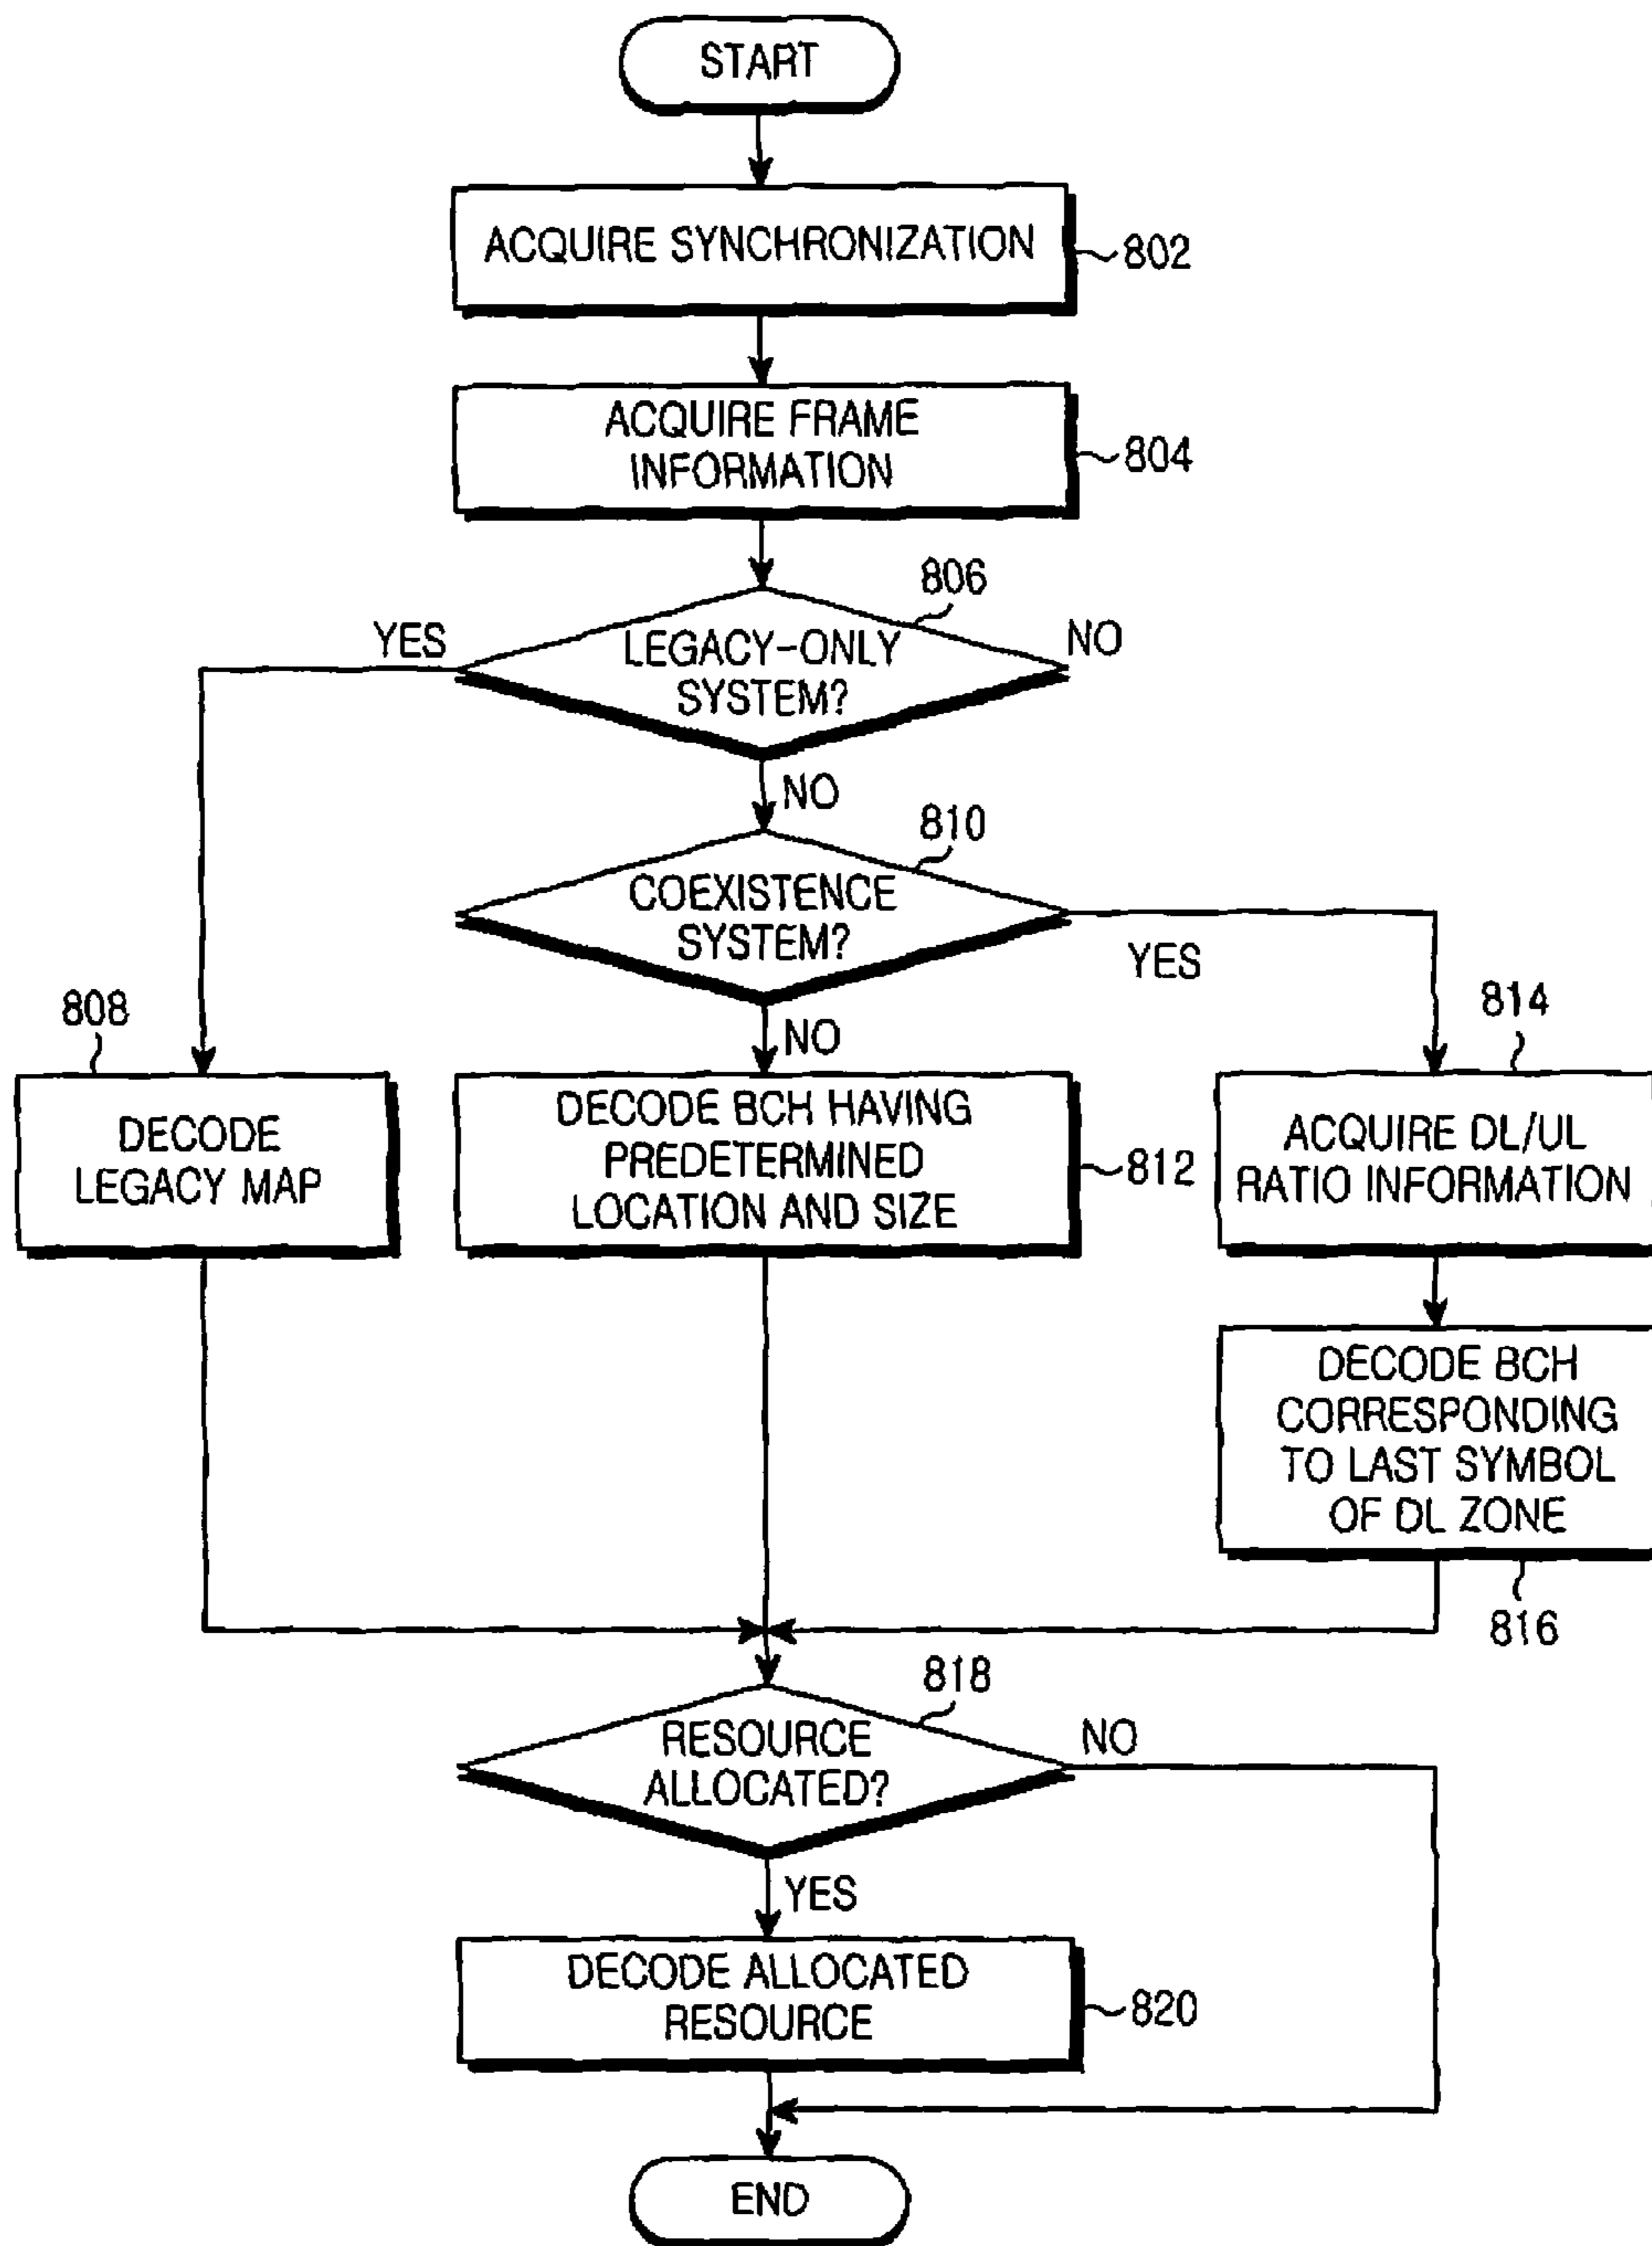 START
ACQUIRE SYNCHRONIZATION
802
ACQUIRE FRAME
INFORMATION
804
806
YES
LEGACY-ONLY
SYSTEM?
NO
NO
810
COEXISTENCE
SYSTEM?
YES
NO
808
DECODE
LEGACY MAP
DECODE BCH HAVING
PREDETERMINED
LOCATION AND SIZE
812
814
ACQUIRE DL/UL
RATIO INFORMATION
DECODE BCH
CORRESPONDING
TO LAST SYMBOL
OF DL ZONE
816
818
RESOURCE
ALLOCATED?
NO
YES
DECODE ALLOCATED
RESOURCE
820
END